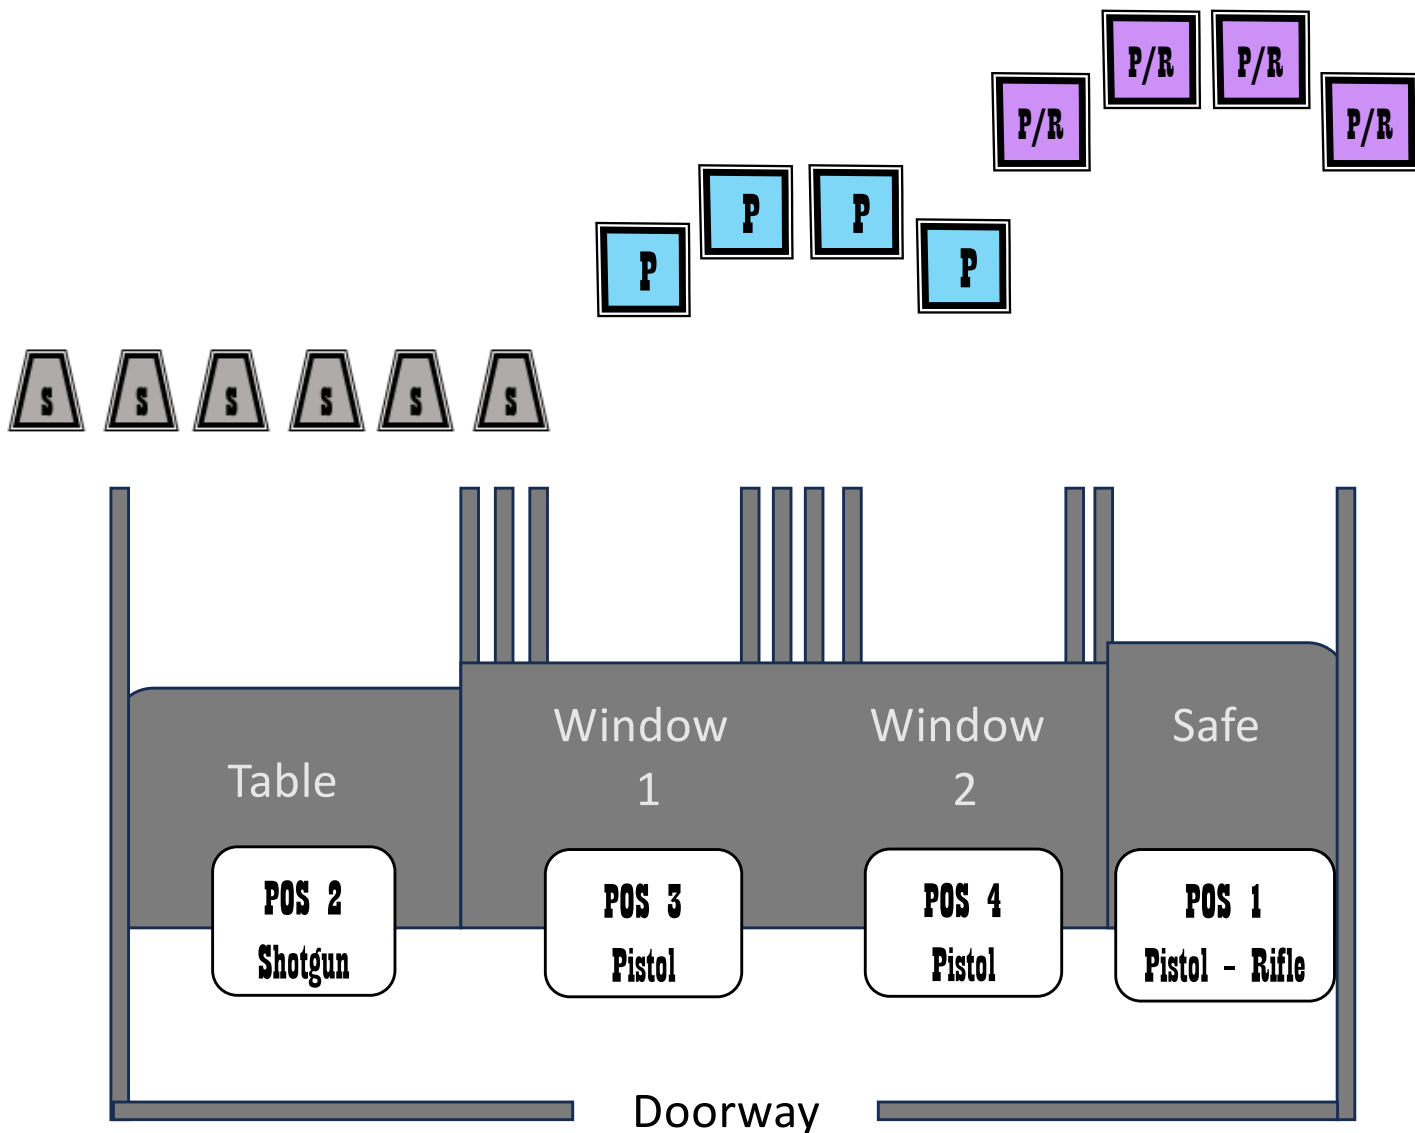 P/R P/R
P/R P/R
P P
P P
S S S S S S
Window Window Safe
Table 1 2
POS 2 POS 3 POS 4 POS 1
Shotgun Pistol Pistol Pistol - Rifle
Doorway